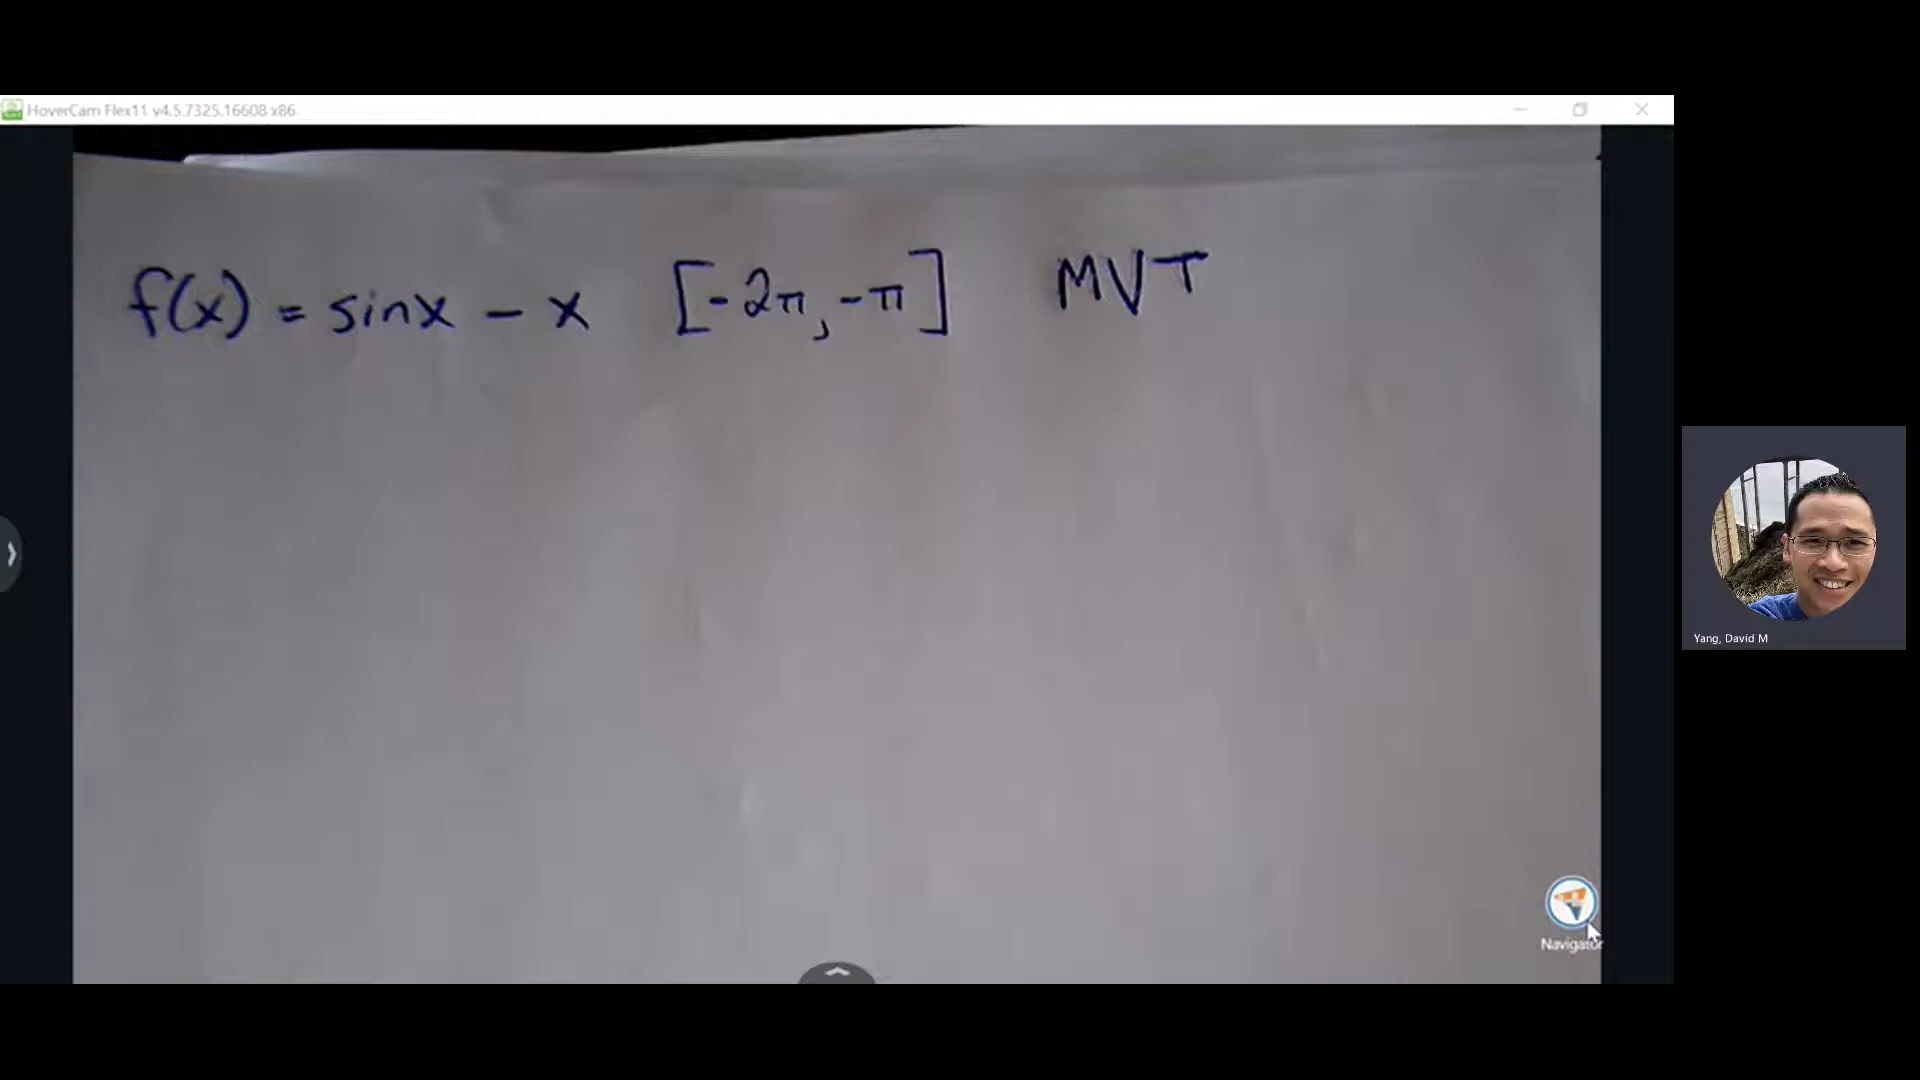 HoverCam Flex11 v4.5.7325.16608 x86
f(x) = sinx - x [-2π, -π] MVT
Yang, David M
Navigator